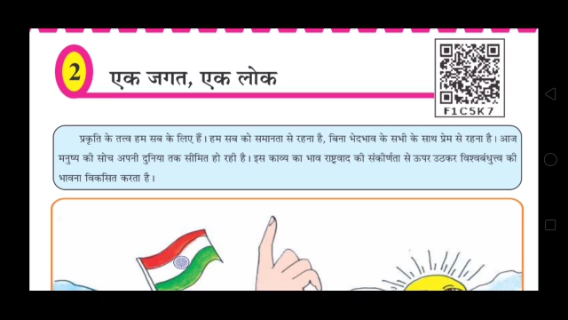 2
एक जगत, एक लोक
F1C5K7
प्रकृति के तत्त्व हम सब के लिए हैं। हम सब को समानता से रहना है, बिना भेदभाव के सभी के साथ प्रेम से रहना है। आज
मनुष्य की सोच अपनी दुनिया तक सीमित हो रही है। इस काव्य का भाव राष्ट्रवाद की संकीर्णता से ऊपर उठकर विश्वबंधुत्त्व की
भावना विकसित करता है।